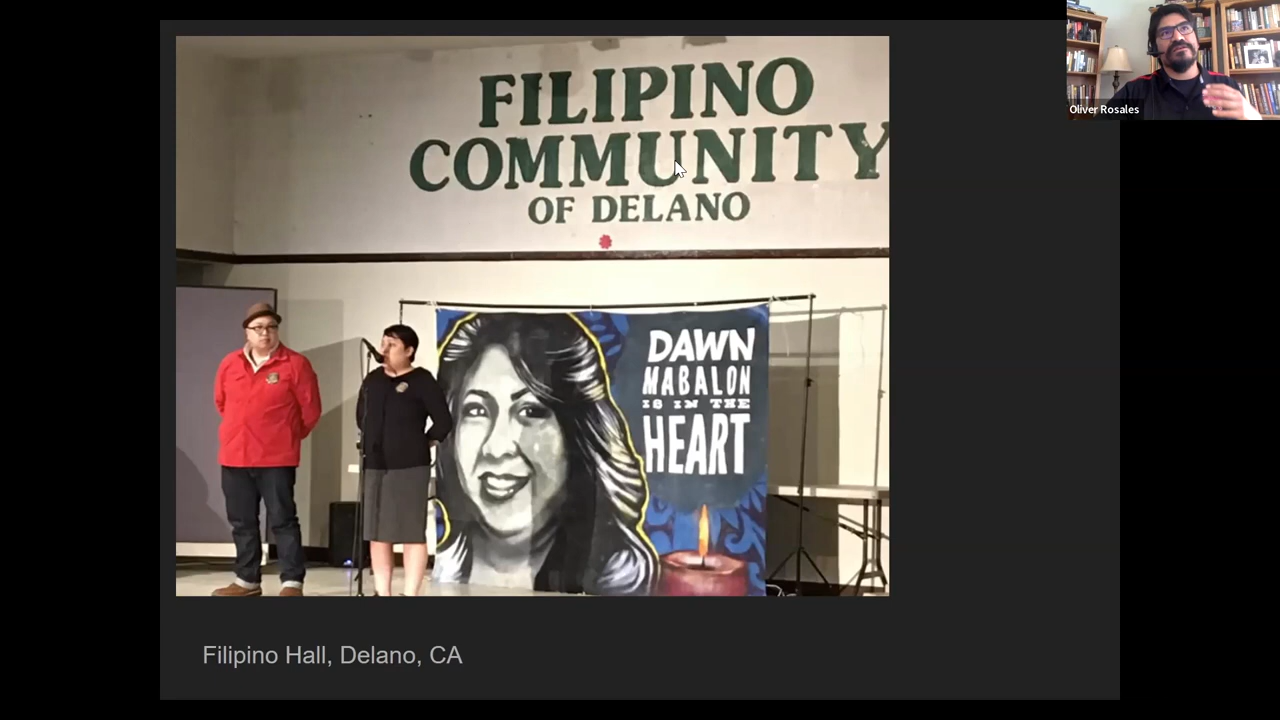 FILIPINO
COMMUNITY
OF DELANO
DAWN
MABALON
IS IN THE
HEART
Oliver Rosales
Filipino Hall, Delano, CA